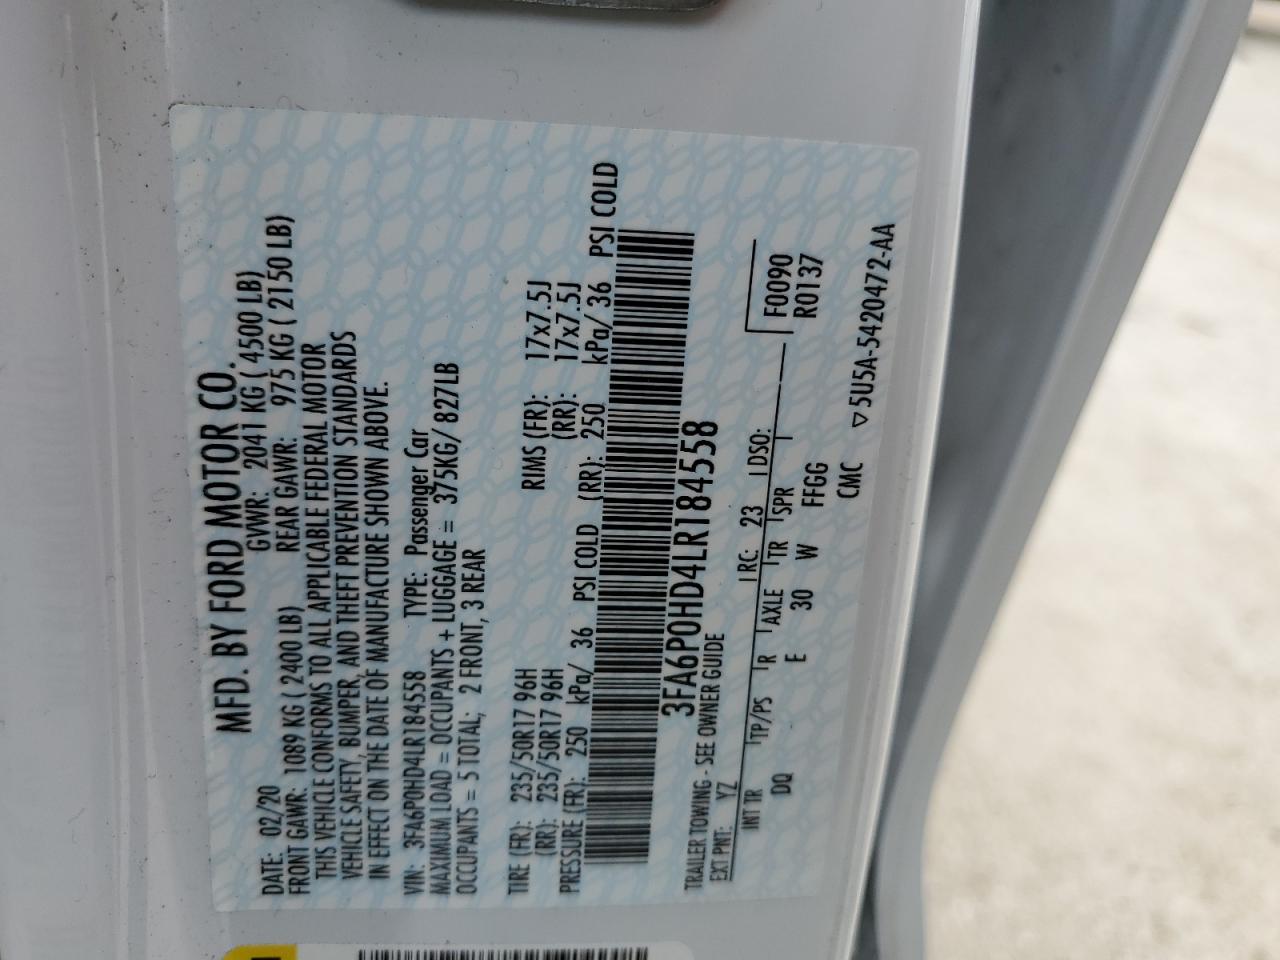 MFD. BY FORD MOTOR CO.
DATE: 02/20 GVWR: 2041 KG ( 4500 LB)
FRONT GAWR: 1089 KG ( 2400 LB) REAR GAWR: 975 KG ( 2150 LB)
THIS VEHICLE CONFORMS TO ALL APPLICABLE FEDERAL MOTOR
VEHICLE SAFETY, BUMPER, AND THEFT PREVENTION STANDARDS
IN EFFECT ON THE DATE OF MANUFACTURE SHOWN ABOVE.
VIN: 3FA6P0HD4LR184558 TYPE: Passenger Car
MAXIMUM LOAD = OCCUPANTS + LUGGAGE = 375KG/ 827LB
OCCUPANTS = 5 TOTAL, 2 FRONT, 3 REAR
TIRE (FR): 235/50R17 96H RIMS (FR): 17x7.5J
(RR): 235/50R17 96H (RR): 17x7.5J
PRESSURE (FR): 250 kPa/ 36 PSI COLD (RR): 250 kPa/ 36 PSI COLD
3FA6P0HD4LR184558
TRAILER TOWING - SEE OWNER GUIDE
EXT PNT: YZ RC: 23 DSO:
INT TR TP/PS R AXLE TR SPR F0090
DQ E 30 W FFGG R0137
CMC
▽5U5A-5420472-AA